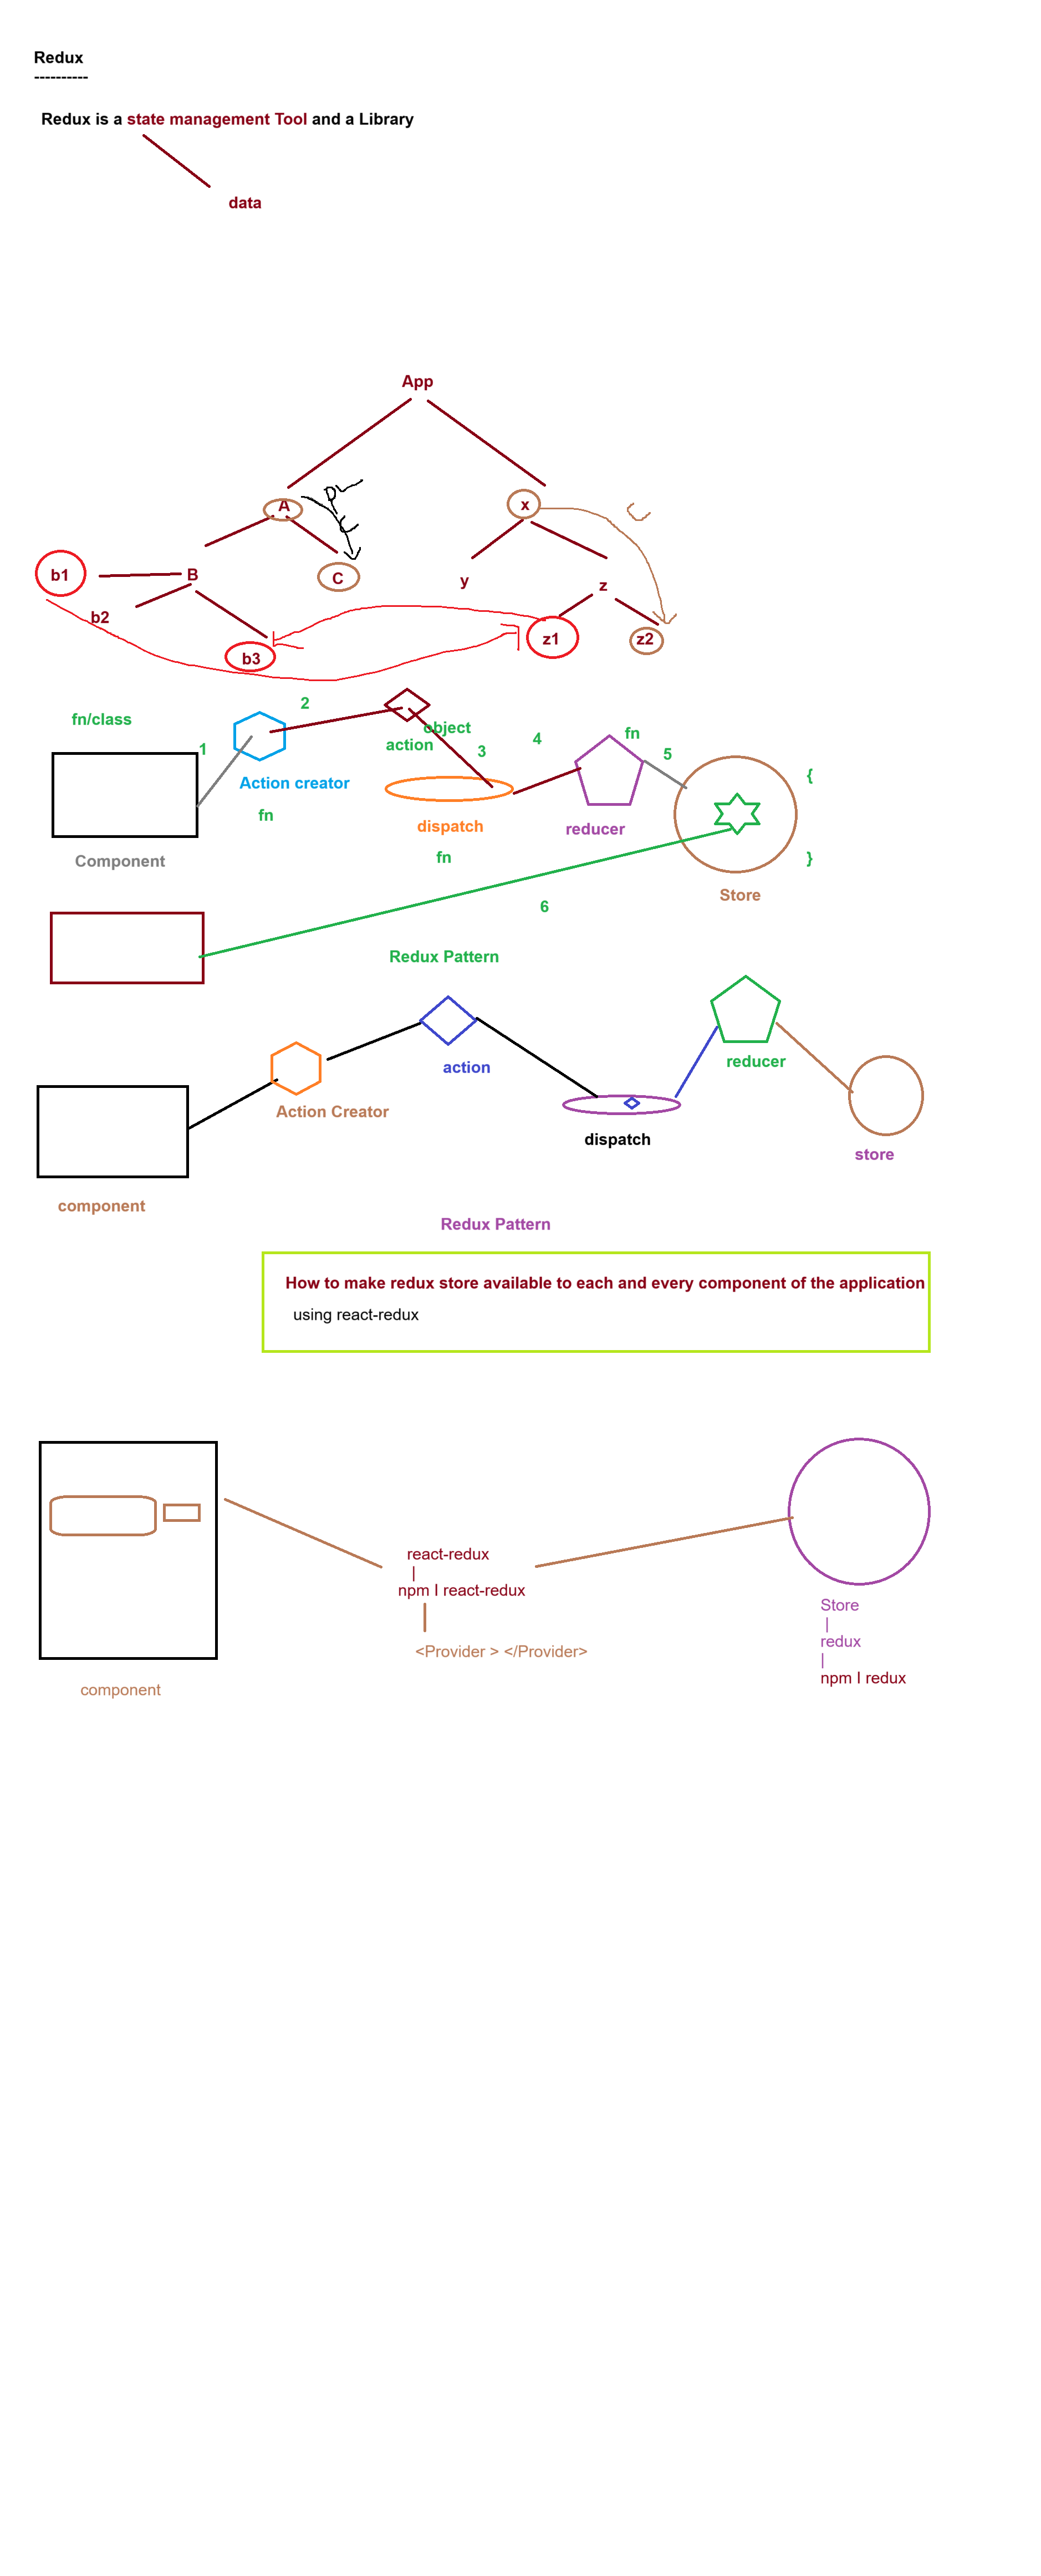 Redux
----------
Redux is a state management Tool and a Library
data
App
A
x
C
b1
B
C
y
z
b2
b3
z1
z2
fn/class
2
object
action
1
3
4
fn
5
{
Action creator
fn
dispatch
fn
reducer
}
Component
Store
6
Redux Pattern
action
reducer
Action Creator
dispatch
store
component
Redux Pattern
How to make redux store available to each and every component of the application
using react-redux
react-redux
|
npm I react-redux
<Provider > </Provider>
component
Store
|
redux
|
npm I redux